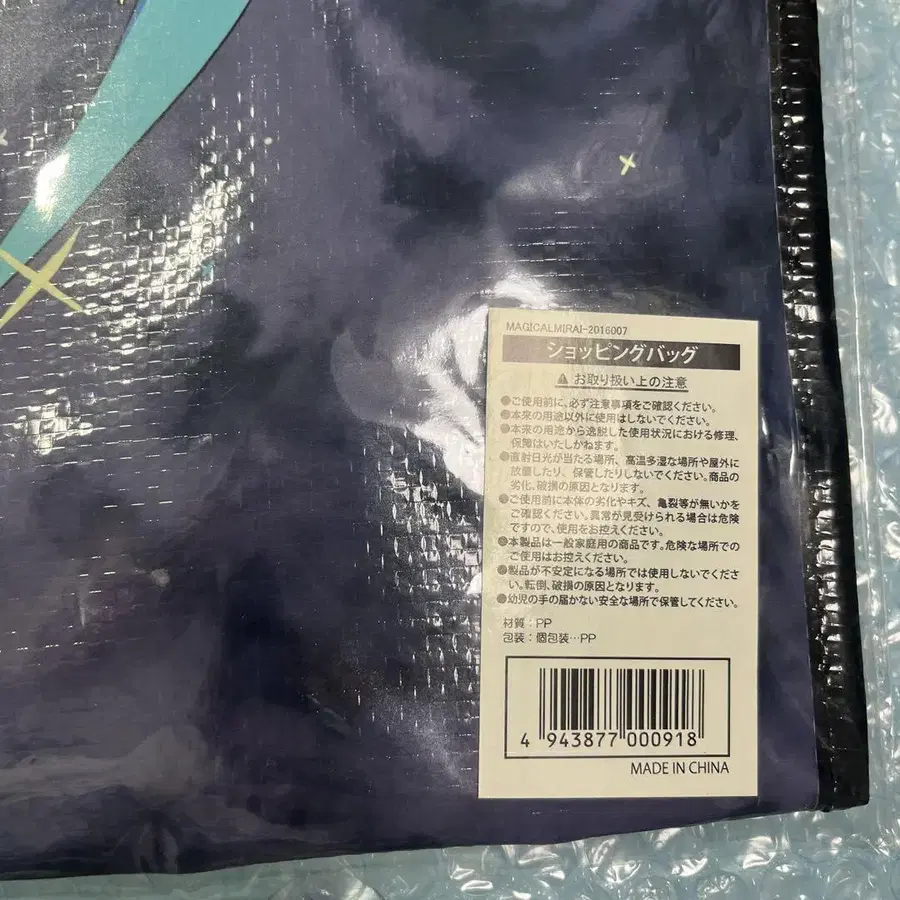 MAGICALMIRAI-2016007
ショッピングバッグ
お取り扱い上の注意
●ご使用前に、必ず注意事項をご確認ください。
●本来の用途以外に使用はしないでください。
●本来の用途から逸脱した使用状況における修理、
保障はいたしかねます。
●直射日光が当たる場所、高温多湿な場所や屋外に
放置したり、保管したりしないでください。商品の
劣化、破損の原因となります。
●ご使用前に本体の劣化やキズ、亀裂等が無いかを
ご確認ください。異常が見受けられる場合は危険
ですので、使用をお控えください。
●本製品は一般家庭用の商品です。危険な場所での
ご使用はお控えください。
●製品が不安定になる場所では使用しないでくださ
い。転倒、破損の原因となります。
●幼児の手の届かない安全な場所で保管してください。
材質：PP
包装：個包装…PP
4 943877 000918
MADE IN CHINA